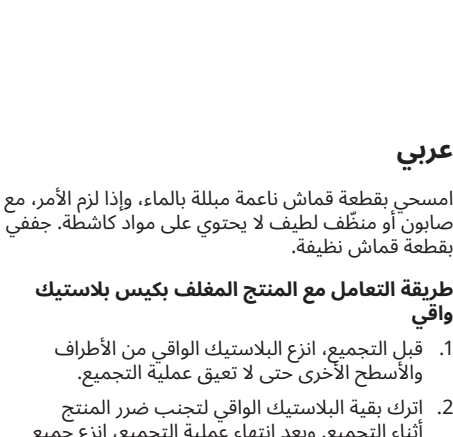 عربي
امسحي بقطعة قماش ناعمة مبللة بالماء، وإذا لزم الأمر، مع
صابون أو منظّف لطيف لا يحتوي على مواد كاشطة. جففي
بقطعة قماش نظيفة.
طريقة التعامل مع المنتج المغلف بكيس بلاستيك
واقي
1. قبل التجميع، انزع البلاستيك الواقي من الأطراف
والأسطح الأخرى حتى لا تعيق عملية التجميع.
2. اترك بقية البلاستيك الواقي لتجنب ضرر المنتج
أثناء التجميع. وبعد انتهاء عملية التجميع، انزع جميع